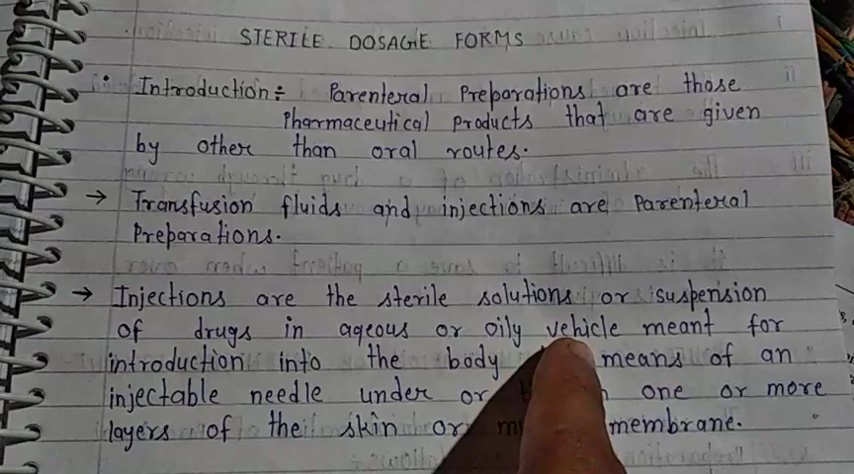 STERILE DOSAGE FORMS
Introduction:- Parenteral Preparations are those
Pharmaceutical Products that are given
by other than oral routes.
→ Transfusion fluids and injections are Parenteral
Preparations.
→ Injections are the sterile solutions or suspension
of drugs in aqeous or oily vehicle meant for
introduction into the body means of an
injectable needle under or one or more
layers of the skin or membrane.